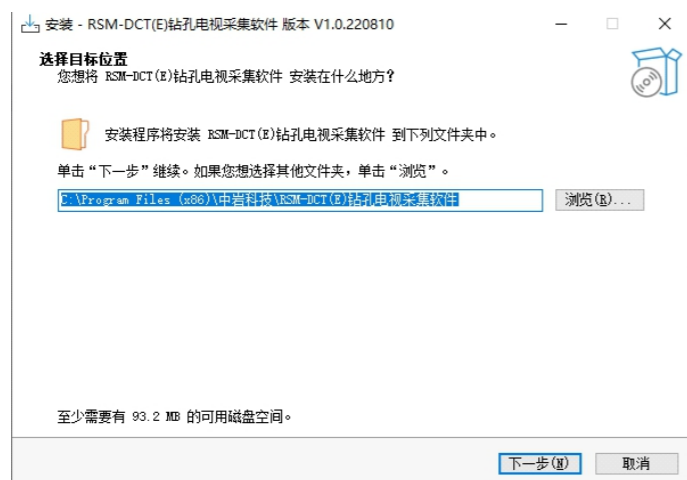 安装 - RSM-DCT(E)钻孔电视采集软件 版本 V1.0.220810
选择目标位置
您想将 RSM-DCT(E)钻孔电视采集软件 安装在什么地方?
安装程序将安装 RSM-DCT(E)钻孔电视采集软件 到下列文件夹中。
单击“下一步”继续。如果您想选择其他文件夹，单击“浏览”。
C:\Program Files (x86)\中岩科技\RSM-DCT(E)钻孔电视采集软件
浏览(R)...
至少需要有 93.2 MB 的可用磁盘空间。
下一步(N)
取消